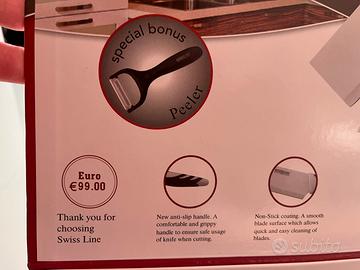 special bonus
Peeler
Euro
€99.00
Thank you for
choosing
Swiss Line
New anti-slip handle. A
comfortable and grippy
handle to ensure safe usage
of knife when cutting.
Non-Stick coating. A smooth
blade surface which allows
quick and easy cleaning of
blades.
subito